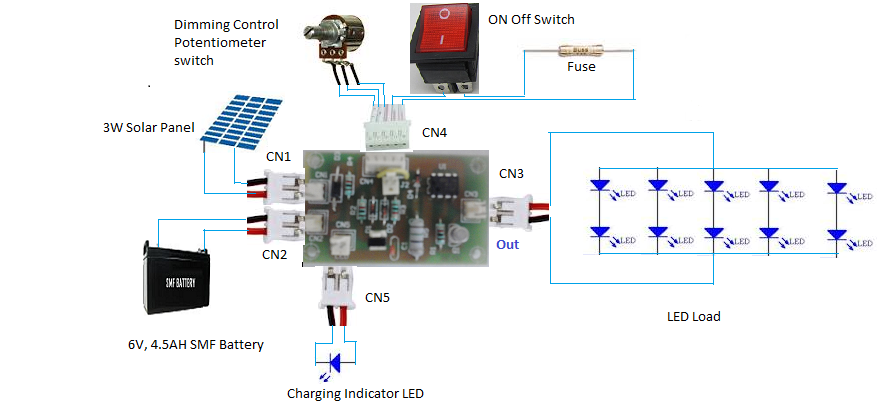 Dimming Control
Potentiometer
switch
ON Off Switch
Fuse
3W Solar Panel
CN4
CN1
CN3
CN2
Out
CN5
SMF BATTERY
6V, 4.5AH SMF Battery
Charging Indicator LED
LED
LED
LED
LED
LED
LED
LED
LED
LED
LED
LED Load